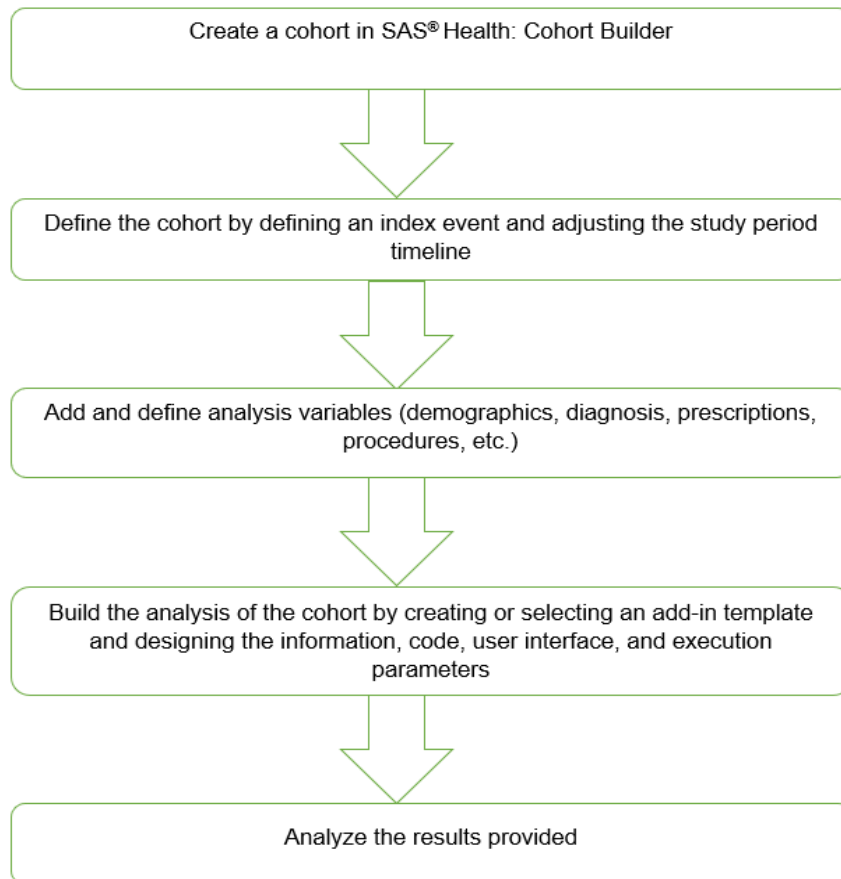 Create a cohort in SAS® Health: Cohort Builder
Define the cohort by defining an index event and adjusting the study period
timeline
Add and define analysis variables (demographics, diagnosis, prescriptions,
procedures, etc.)
Build the analysis of the cohort by creating or selecting an add-in template
and designing the information, code, user interface, and execution
parameters
Analyze the results provided